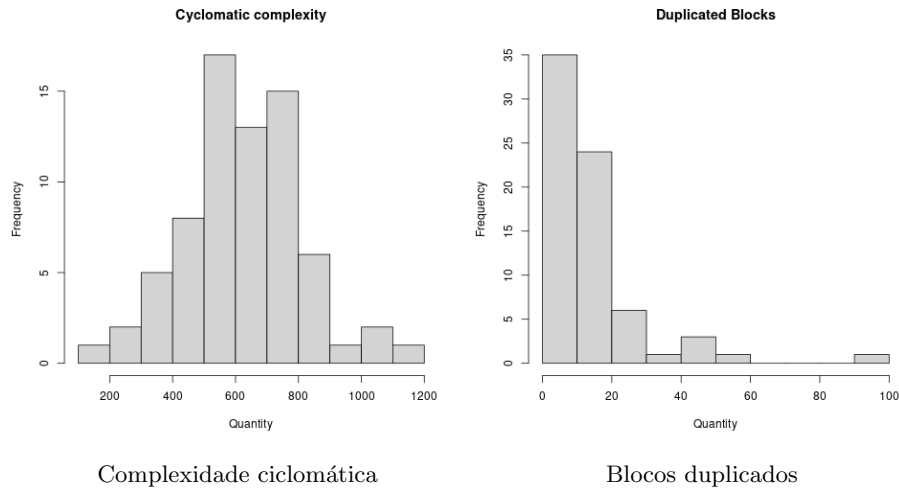 Cyclomatic complexity
Frequency
0
5
10
15
200 400 600 800 1000 1200
Quantity
Complexidade ciclomática
Duplicated Blocks
Frequency
0
5
10
15
20
25
30
35
0 20 40 60 80 100
Quantity
Blocos duplicados